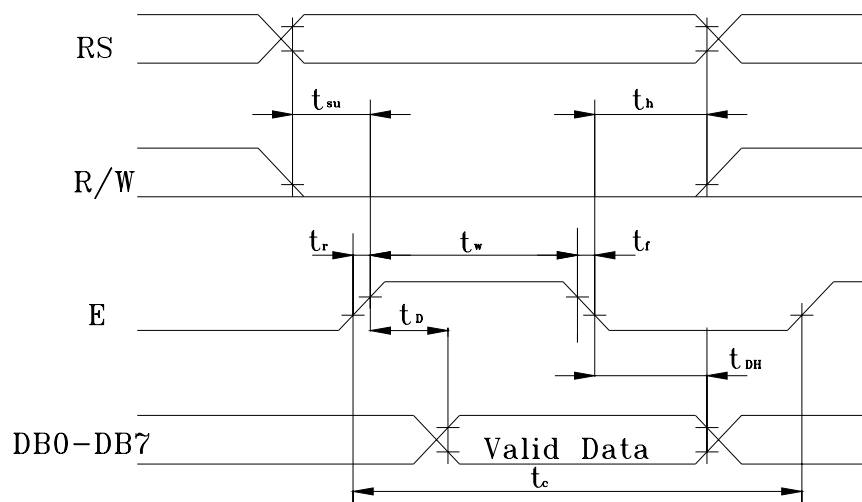 RS
tsu
th
R/W
tr
tw
tf
E
tD
tDH
DB0-DB7
Valid Data
tc